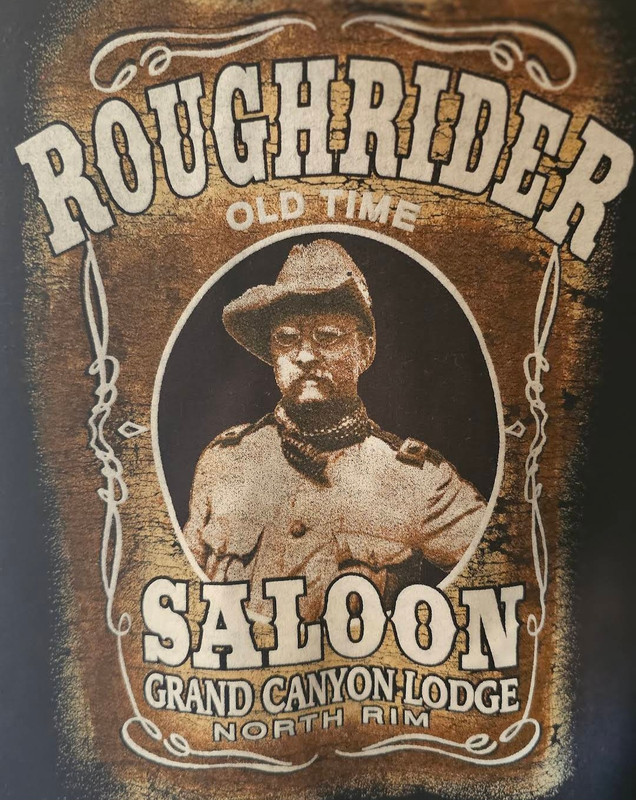 ROUGHRIDER
OLD TIME
SALOON
GRAND CANYON LODGE
NORTH RIM